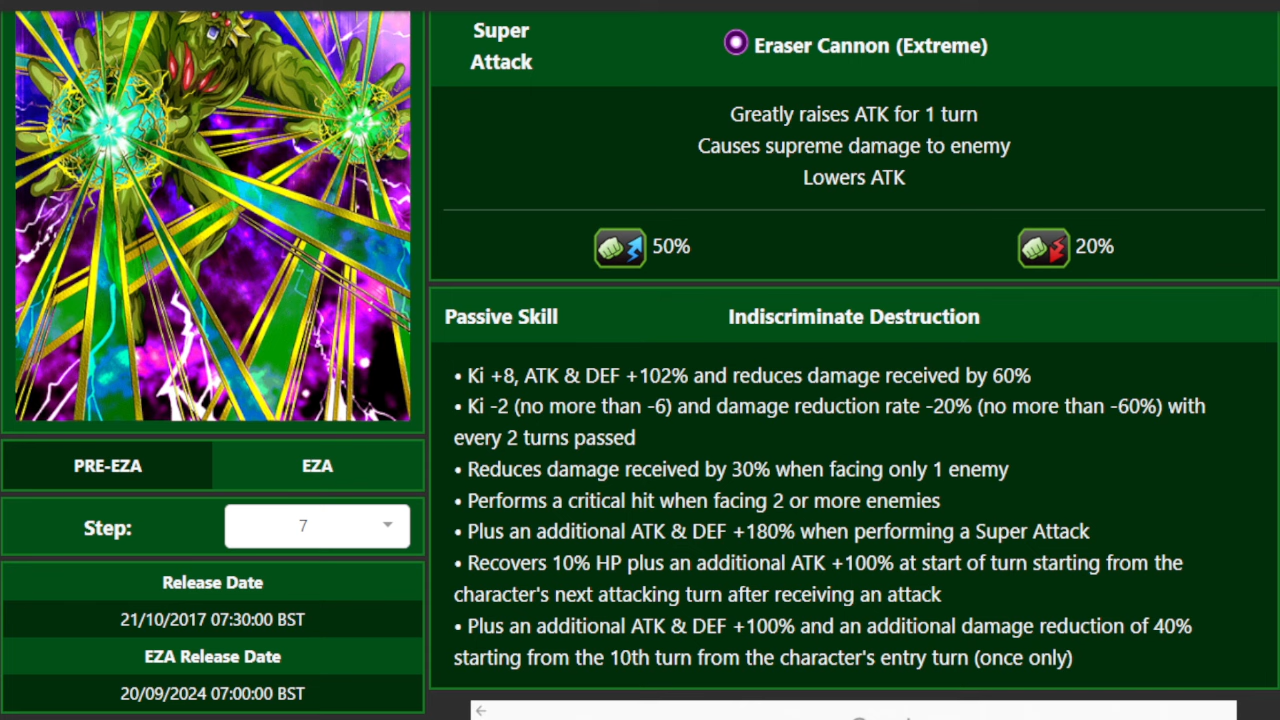 Super
Attack
Eraser Cannon (Extreme)
Greatly raises ATK for 1 turn
Causes supreme damage to enemy
Lowers ATK
50%
20%
Passive Skill
Indiscriminate Destruction
• Ki +8, ATK & DEF +102% and reduces damage received by 60%
• Ki -2 (no more than -6) and damage reduction rate -20% (no more than -60%) with
every 2 turns passed
• Reduces damage received by 30% when facing only 1 enemy
• Performs a critical hit when facing 2 or more enemies
• Plus an additional ATK & DEF +180% when performing a Super Attack
• Recovers 10% HP plus an additional ATK +100% at start of turn starting from the
character's next attacking turn after receiving an attack
• Plus an additional ATK & DEF +100% and an additional damage reduction of 40%
starting from the 10th turn from the character's entry turn (once only)
PRE-EZA
EZA
Step:
7
Release Date
21/10/2017 07:30:00 BST
EZA Release Date
20/09/2024 07:00:00 BST